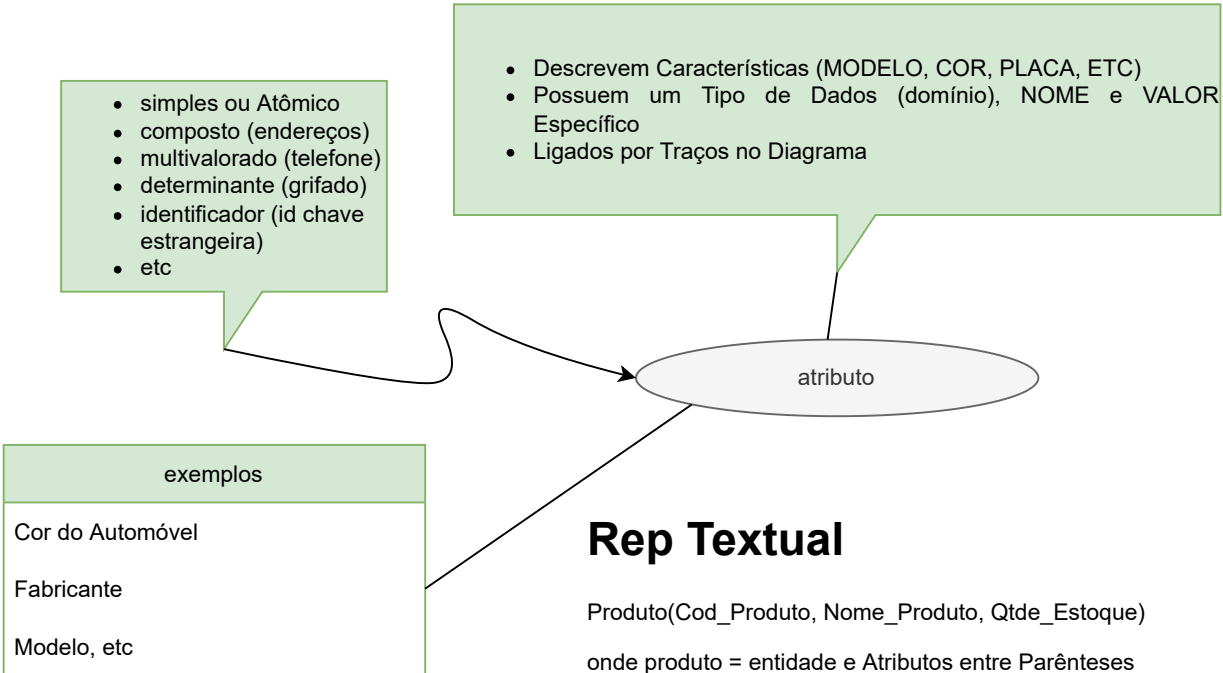 simples ou Atômico
composto (endereços)
multivalorado (telefone)
determinante (grifado)
identificador (id chave
estrangeira)
etc
Descrevem Características (MODELO, COR, PLACA, ETC)
Possuem um Tipo de Dados (domínio), NOME e VALOR
Específico
Ligados por Traços no Diagrama
atributo
exemplos
Cor do Automóvel
Fabricante
Modelo, etc
Rep Textual
Produto(Cod_Produto, Nome_Produto, Qtde_Estoque)
onde produto = entidade e Atributos entre Parênteses